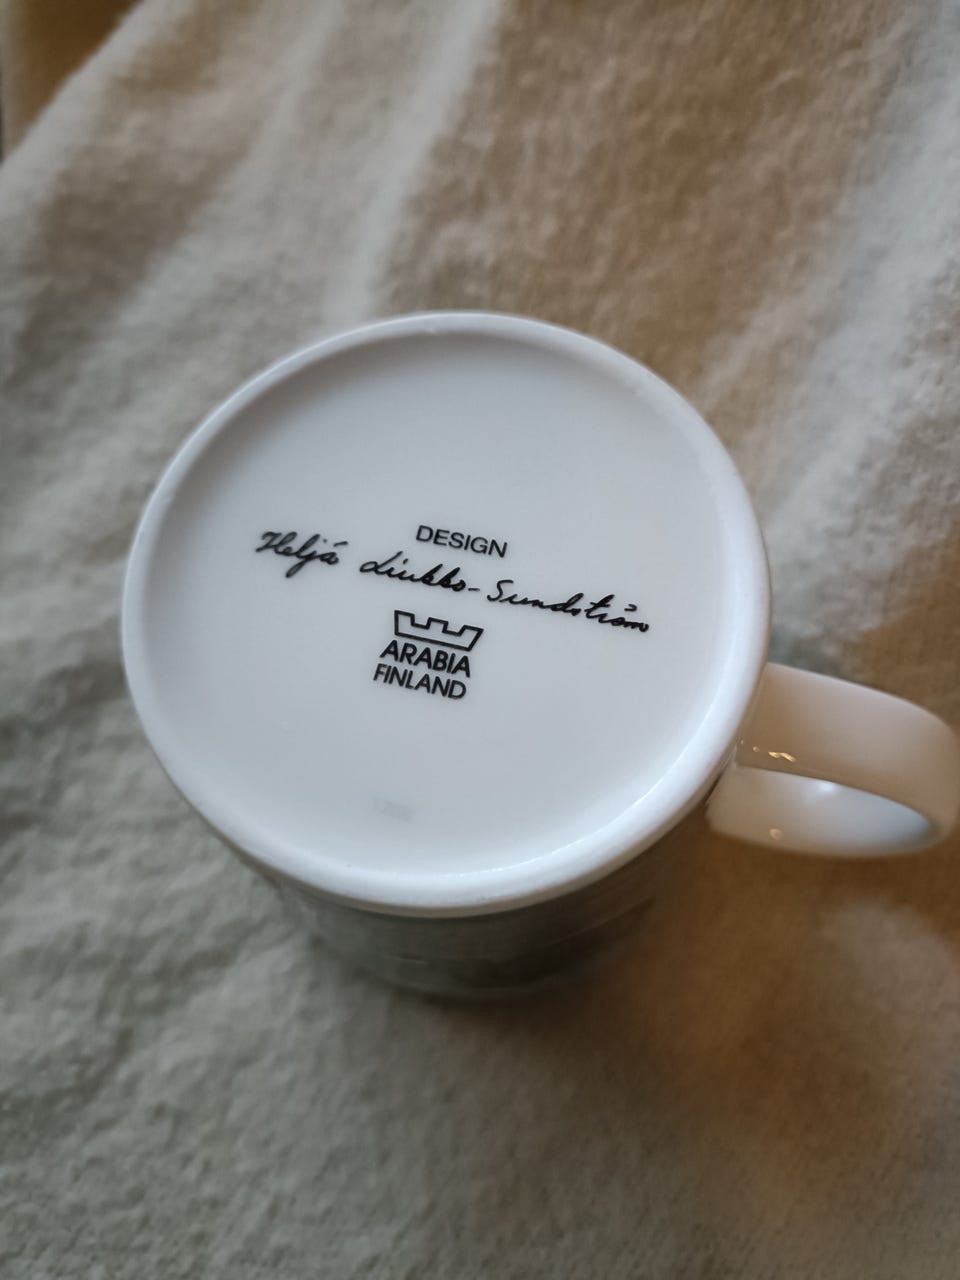 DESIGN
Heljä Liukko-Sundström
ARABIA
FINLAND